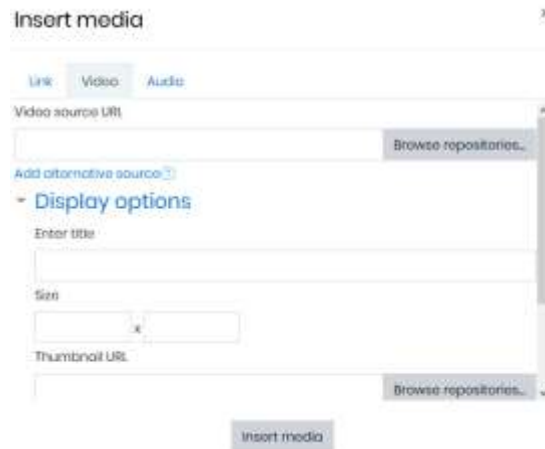 Insert media
x
Link Video Audio
Video source URL
Browse repositories...
Add alternative source
Display options
Enter title
Size
x
Thumbnail URL
Browse repositories...
Insert media